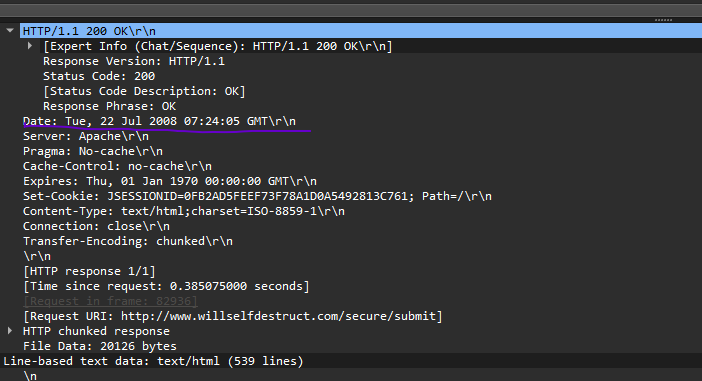 HTTP/1.1 200 OK\r\n
[Expert Info (Chat/Sequence): HTTP/1.1 200 OK\r\n]
Response Version: HTTP/1.1
Status Code: 200
[Status Code Description: OK]
Response Phrase: OK
Date: Tue, 22 Jul 2008 07:24:05 GMT\r\n
Server: Apache\r\n
Pragma: No-cache\r\n
Cache-Control: no-cache\r\n
Expires: Thu, 01 Jan 1970 00:00:00 GMT\r\n
Set-Cookie: JSESSIONID=0FB2AD5FEEF73F78A1D0A5492813C761; Path=/\r\n
Content-Type: text/html;charset=ISO-8859-1\r\n
Connection: close\r\n
Transfer-Encoding: chunked\r\n
\r\n
[HTTP response 1/1]
[Time since request: 0.385075000 seconds]
[Request in frame: 82936]
[Request URI: http://www.willselfdestruct.com/secure/submit]
HTTP chunked response
File Data: 20126 bytes
Line-based text data: text/html (539 lines)
\n